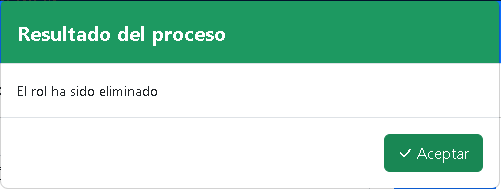 Resultado del proceso
El rol ha sido eliminado
Aceptar